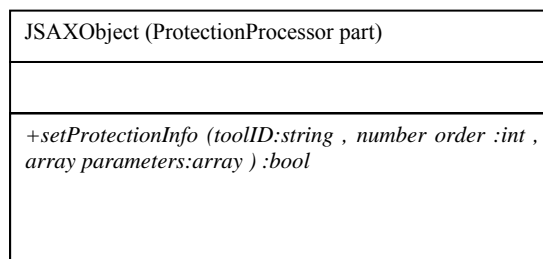 JSAXObject (ProtectionProcessor part)
+setProtectionInfo (toolID:string , number order :int ,
array parameters:array ) :bool